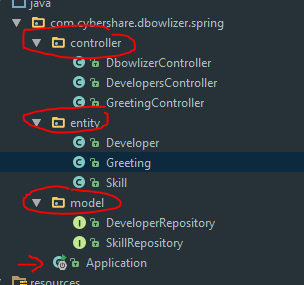 java
com.cybershare.dbowlizer.spring
controller
DbowlizerController
DevelopersController
GreetingController
entity
Developer
Greeting
Skill
model
DeveloperRepository
SkillRepository
Application
resources